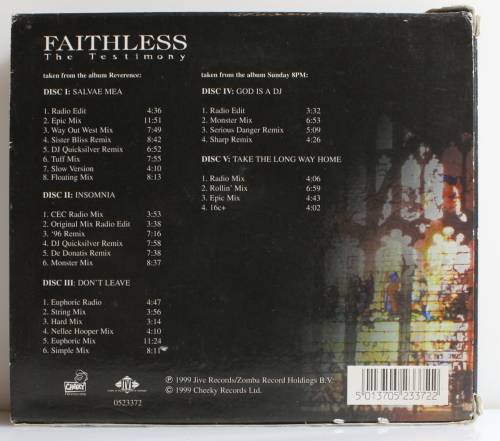 FAITHLESS
The Testimony
taken from the album Reverence:
DISC I: SALVAE MEA
1. Radio Edit 4:36
2. Epic Mix 11:51
3. Way Out West Mix 7:49
4. Sister Bliss Remix 8:42
5. DJ Quicksilver Remix 6:52
6. Tuff Mix 7:55
7. Slow Version 4:10
8. Floating Mix 8:13
DISC II: INSOMNIA
1. CEC Radio Mix 3:53
2. Original Mix Radio Edit 3:38
3. '96 Remix 7:16
4. DJ Quicksilver Remix 7:58
5. De Donatis Remix 7:38
6. Monster Mix 8:37
DISC III: DON'T LEAVE
1. Euphoric Radio 4:47
2. String Mix 3:56
3. Hard Mix 3:14
4. Nellee Hooper Mix 4:10
5. Euphoric Mix 11:24
6. Simple Mix 8:11
taken from the album Sunday 8PM:
DISC IV: GOD IS A DJ
1. Radio Edit 3:32
2. Monster Mix 6:53
3. Serious Danger Remix 5:09
4. Sharp Remix 4:26
DISC V: TAKE THE LONG WAY HOME
1. Radio Mix 4:06
2. Rollin' Mix 6:59
3. Epic Mix 4:43
4. 16c+ 4:02
CHEEKY
JIVE
0523372
℗ 1999 Jive Records/Zomba Record Holdings B.V.
© 1999 Cheeky Records Ltd.
5 013705 233722